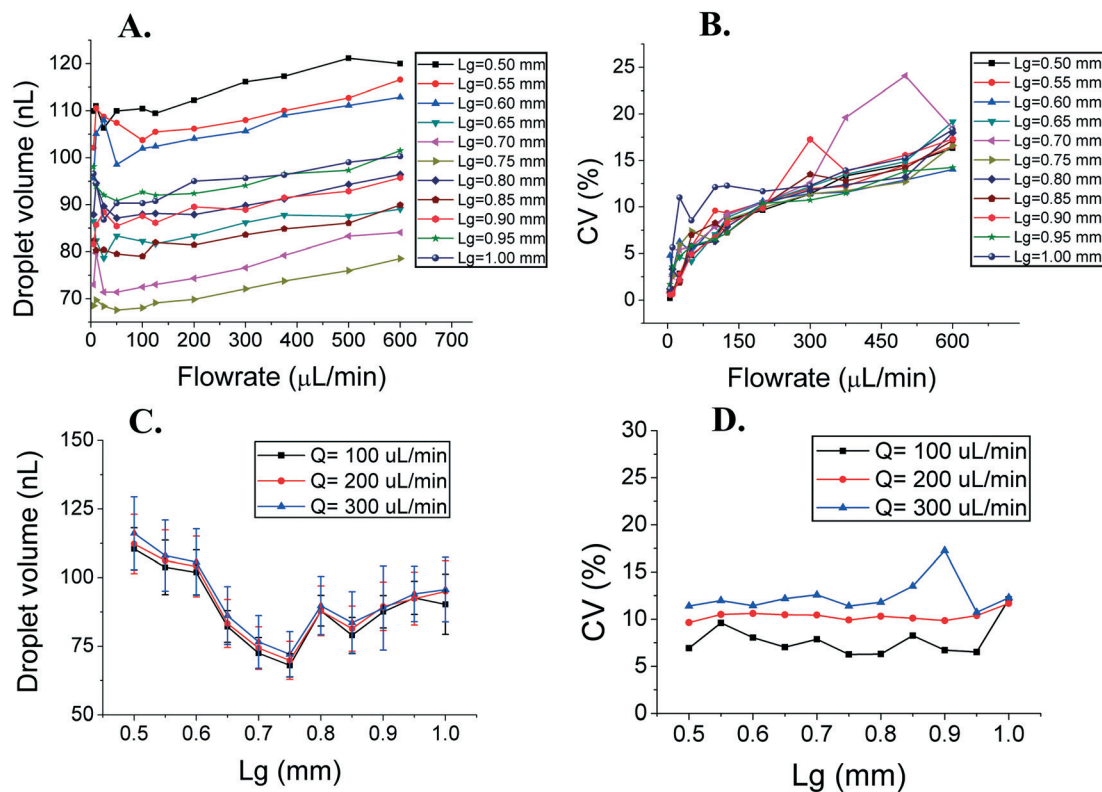 A.
Droplet volume (nL)
120
110
100
90
80
70
0 100 200 300 400 500 600 700
Flowrate (μL/min)
Lg=0.50 mm
Lg=0.55 mm
Lg=0.60 mm
Lg=0.65 mm
Lg=0.70 mm
Lg=0.75 mm
Lg=0.80 mm
Lg=0.85 mm
Lg=0.90 mm
Lg=0.95 mm
Lg=1.00 mm
B.
CV (%)
25
20
15
10
5
0
0 150 300 450 600
Flowrate (μL/min)
Lg=0.50 mm
Lg=0.55 mm
Lg=0.60 mm
Lg=0.65 mm
Lg=0.70 mm
Lg=0.75 mm
Lg=0.80 mm
Lg=0.85 mm
Lg=0.90 mm
Lg=0.95 mm
Lg=1.00 mm
C.
Droplet volume (nL)
150
125
100
75
50
0.5 0.6 0.7 0.8 0.9 1.0
Lg (mm)
Q= 100 uL/min
Q= 200 uL/min
Q= 300 uL/min
D.
CV (%)
30
25
20
15
10
5
0
0.5 0.6 0.7 0.8 0.9 1.0
Lg (mm)
Q= 100 uL/min
Q= 200 uL/min
Q= 300 uL/min